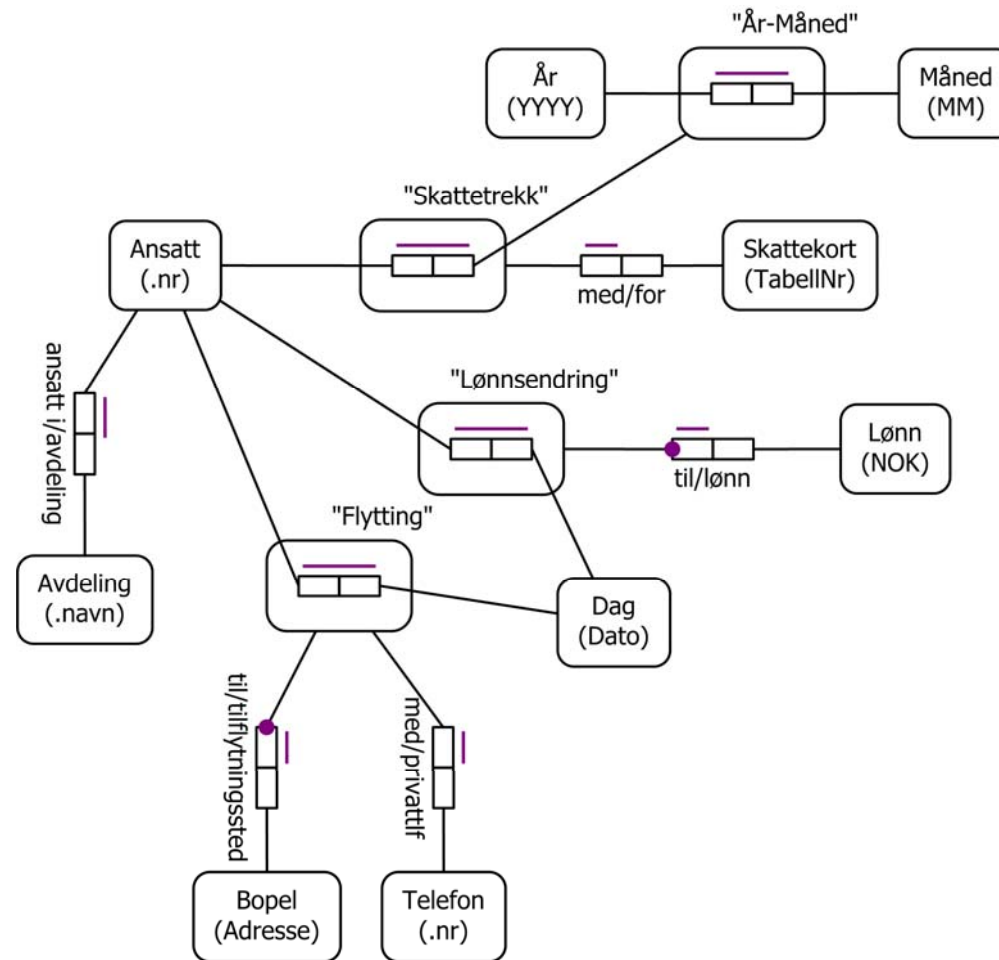 "År-Måned"
År
(YYYY)
Måned
(MM)
"Skattetrekk"
Ansatt
(.nr)
Skattekort
(TabellNr)
med/for
ansatt i/avdeling
"Lønnsendring"
Lønn
(NOK)
til/lønn
"Flytting"
Avdeling
(.navn)
Dag
(Dato)
til/tilflytningssted
med/privattlf
Bopel
(Adresse)
Telefon
(.nr)